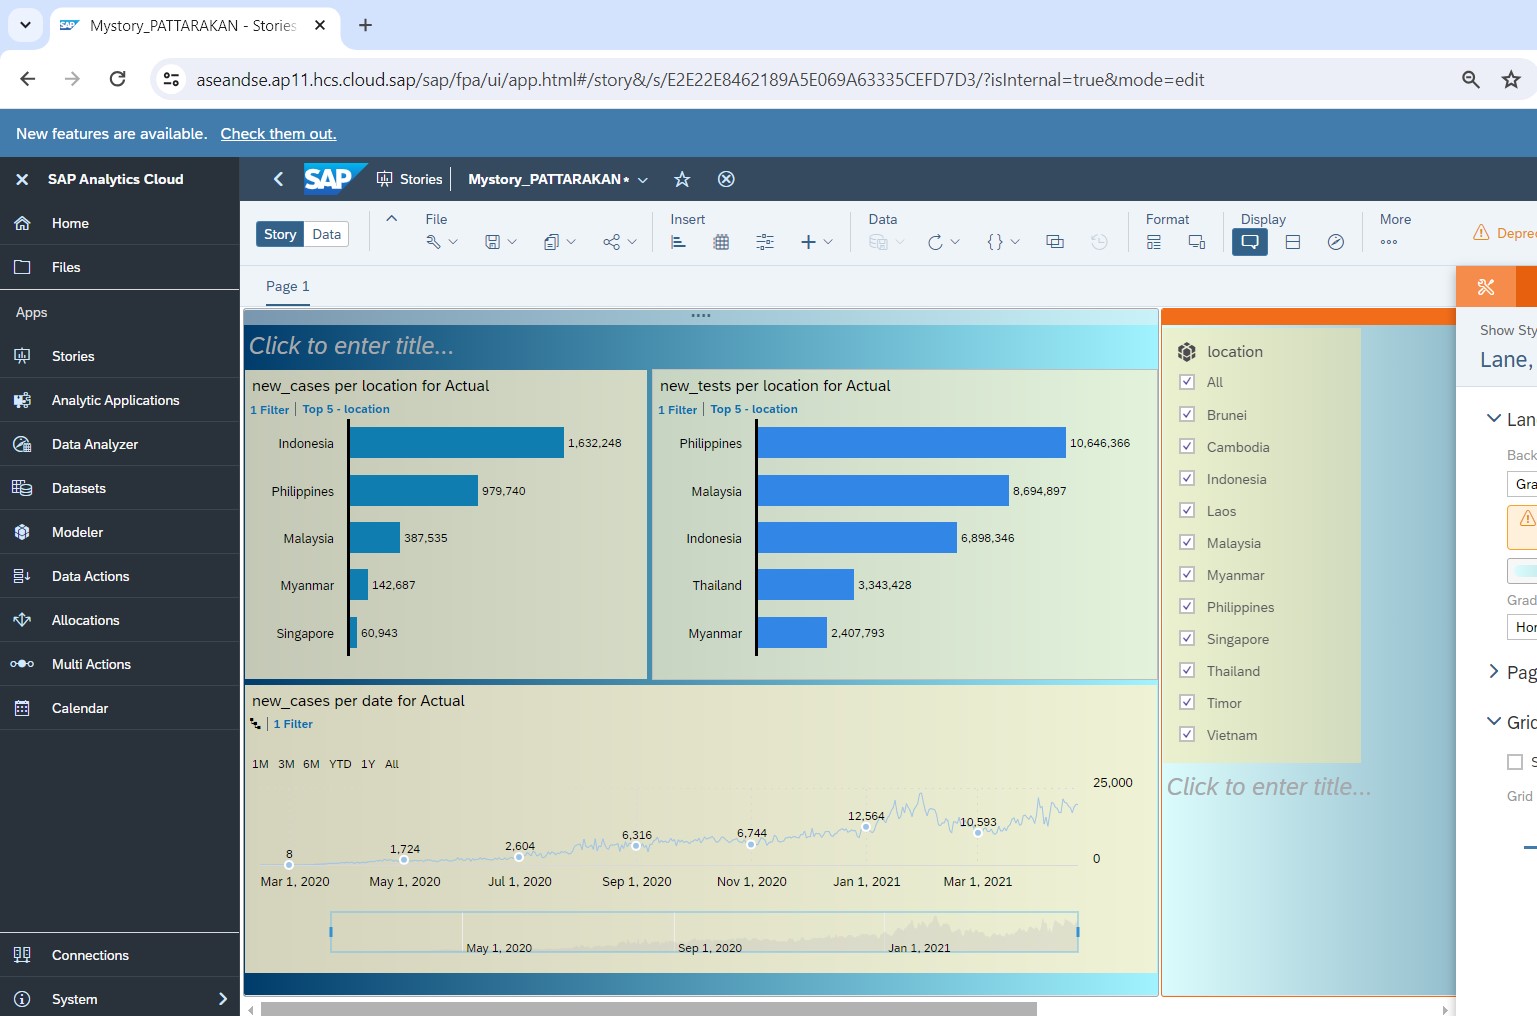 Mystory_PATTARAKAN - Stories
aseandse.ap11.hcs.cloud.sap/sap/fpa/ui/app.html#/story&/s/E2E22E8462189A5E069A63335CEFD7D3/?isInternal=true&mode=edit
New features are available. Check them out.
SAP Analytics Cloud
Home
Files
Apps
Stories
Analytic Applications
Data Analyzer
Datasets
Modeler
Data Actions
Allocations
Multi Actions
Calendar
Connections
System
SAP Stories Mystory_PATTARAKAN*
Story Data
File
Insert
Data
Format
Display
More
Depre
Page 1
Click to enter title...
new_cases per location for Actual
1 Filter Top 5 - location
Indonesia 1,632,248
Philippines 979,740
Malaysia 387,535
Myanmar 142,687
Singapore 60,943
new_tests per location for Actual
1 Filter Top 5 - location
Philippines 10,646,366
Malaysia 8,694,897
Indonesia 6,898,346
Thailand 3,343,428
Myanmar 2,407,793
new_cases per date for Actual
1 Filter
1M 3M 6M YTD 1Y All
25,000
0
8 1,724 2,604 6,316 6,744 12,564 10,593
Mar 1, 2020 May 1, 2020 Jul 1, 2020 Sep 1, 2020 Nov 1, 2020 Jan 1, 2021 Mar 1, 2021
May 1, 2020 Sep 1, 2020 Jan 1, 2021
location
All
Brunei
Cambodia
Indonesia
Laos
Malaysia
Myanmar
Philippines
Singapore
Thailand
Timor
Vietnam
Click to enter title...
Show Sty
Lane,
Lan
Back
Gra
Grad
Hor
Pag
Grid
S
Grid